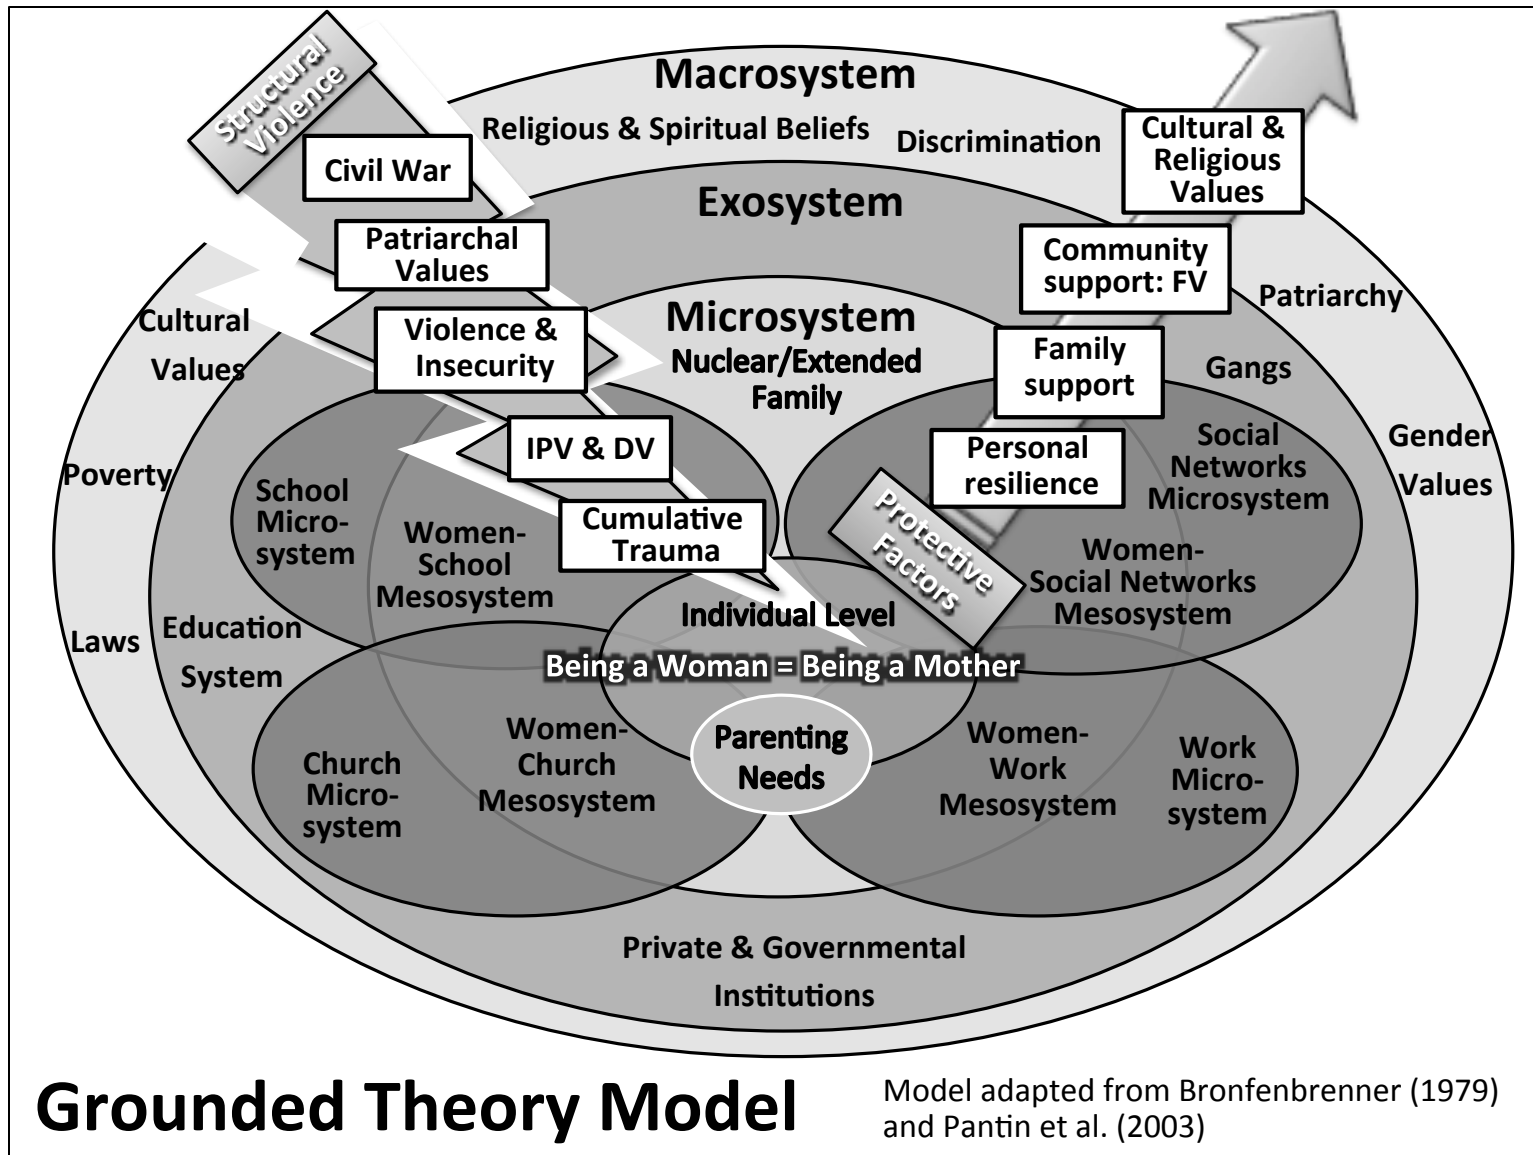 Structural
Violence
Civil War
Patriarchal
Values
Violence &
Insecurity
IPV & DV
Cumulative
Trauma
Macrosystem
Religious & Spiritual Beliefs
Discrimination
Cultural &
Religious
Values
Exosystem
Community
support: FV
Patriarchy
Microsystem
Nuclear/Extended
Family
Family
support
Gangs
Cultural
Values
Personal
resilience
Social
Networks
Microsystem
Gender
Values
Poverty
School
Micro-
system
Women-
School
Mesosystem
Protective
Factors
Women-
Social Networks
Mesosystem
Individual Level
Being a Woman = Being a Mother
Laws
Education
System
Parenting
Needs
Church
Micro-
system
Women-
Church
Mesosystem
Women-
Work
Mesosystem
Work
Micro-
system
Private & Governmental
Institutions
Grounded Theory Model
Model adapted from Bronfenbrenner (1979)
and Pantin et al. (2003)